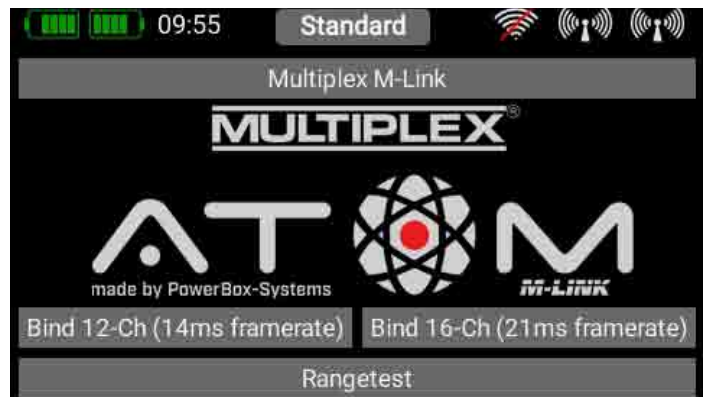 09:55 Standard
Multiplex M-Link
MULTIPLEX®
ATOM
made by PowerBox-Systems M-LINK
Bind 12-Ch (14ms framerate) Bind 16-Ch (21ms framerate)
Rangetest